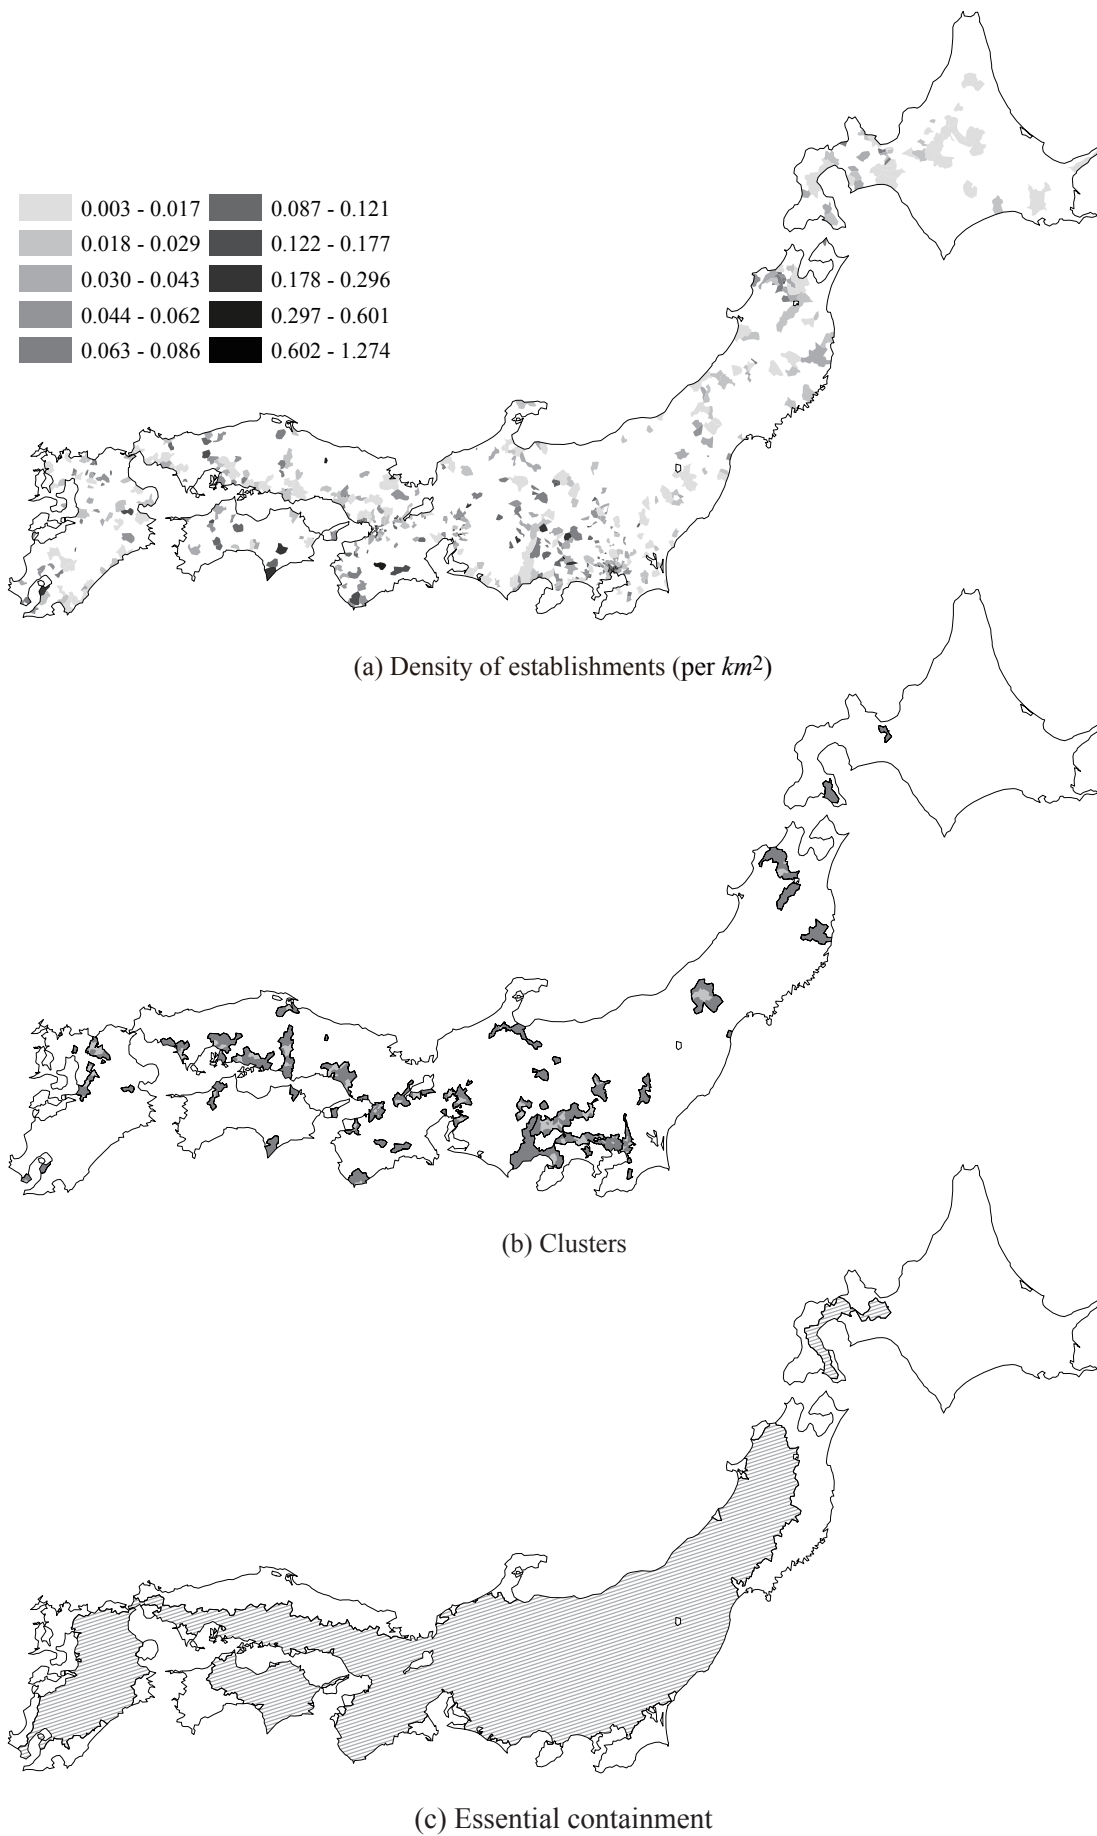 0.003 - 0.017 0.087 - 0.121
0.018 - 0.029 0.122 - 0.177
0.030 - 0.043 0.178 - 0.296
0.044 - 0.062 0.297 - 0.601
0.063 - 0.086 0.602 - 1.274
(a) Density of establishments (per km²)
(b) Clusters
(c) Essential containment